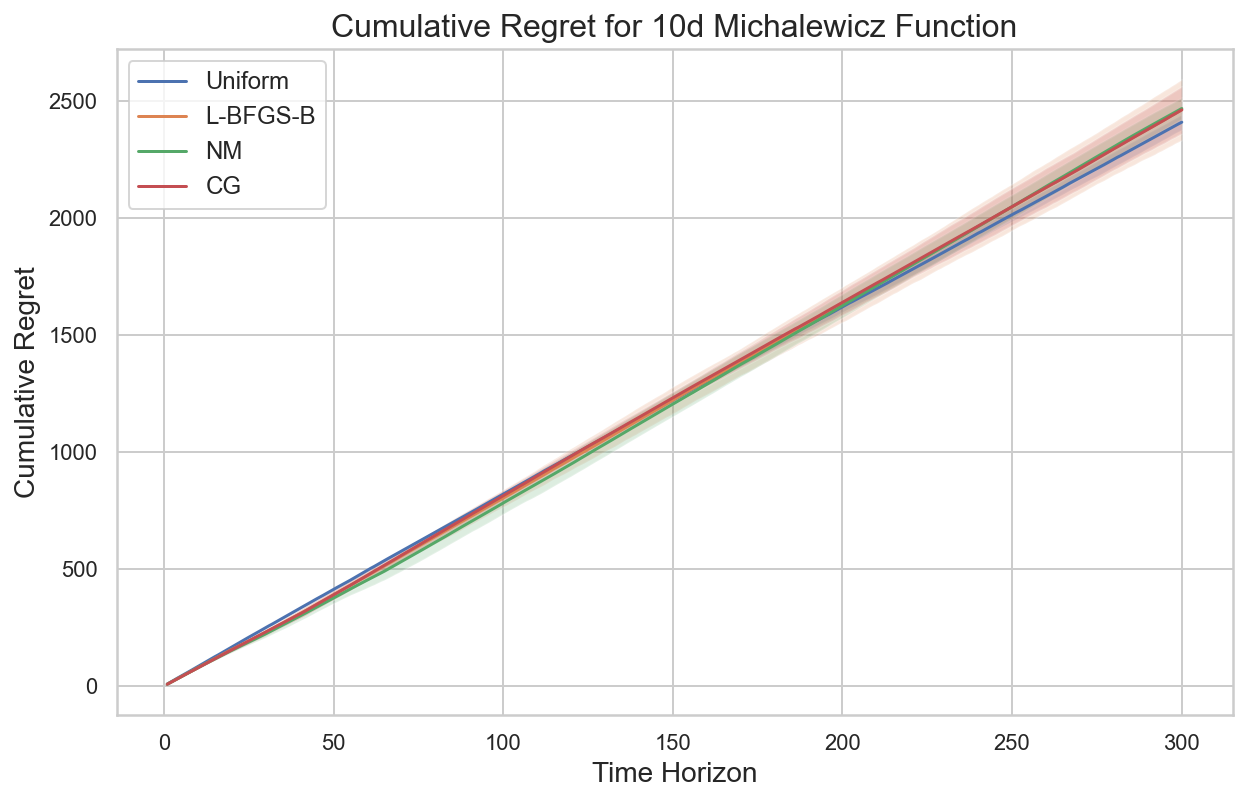 Cumulative Regret for 10d Michalewicz Function
Uniform
L-BFGS-B
NM
CG
Cumulative Regret
2500
2000
1500
1000
500
0
0 50 100 150 200 250 300
Time Horizon